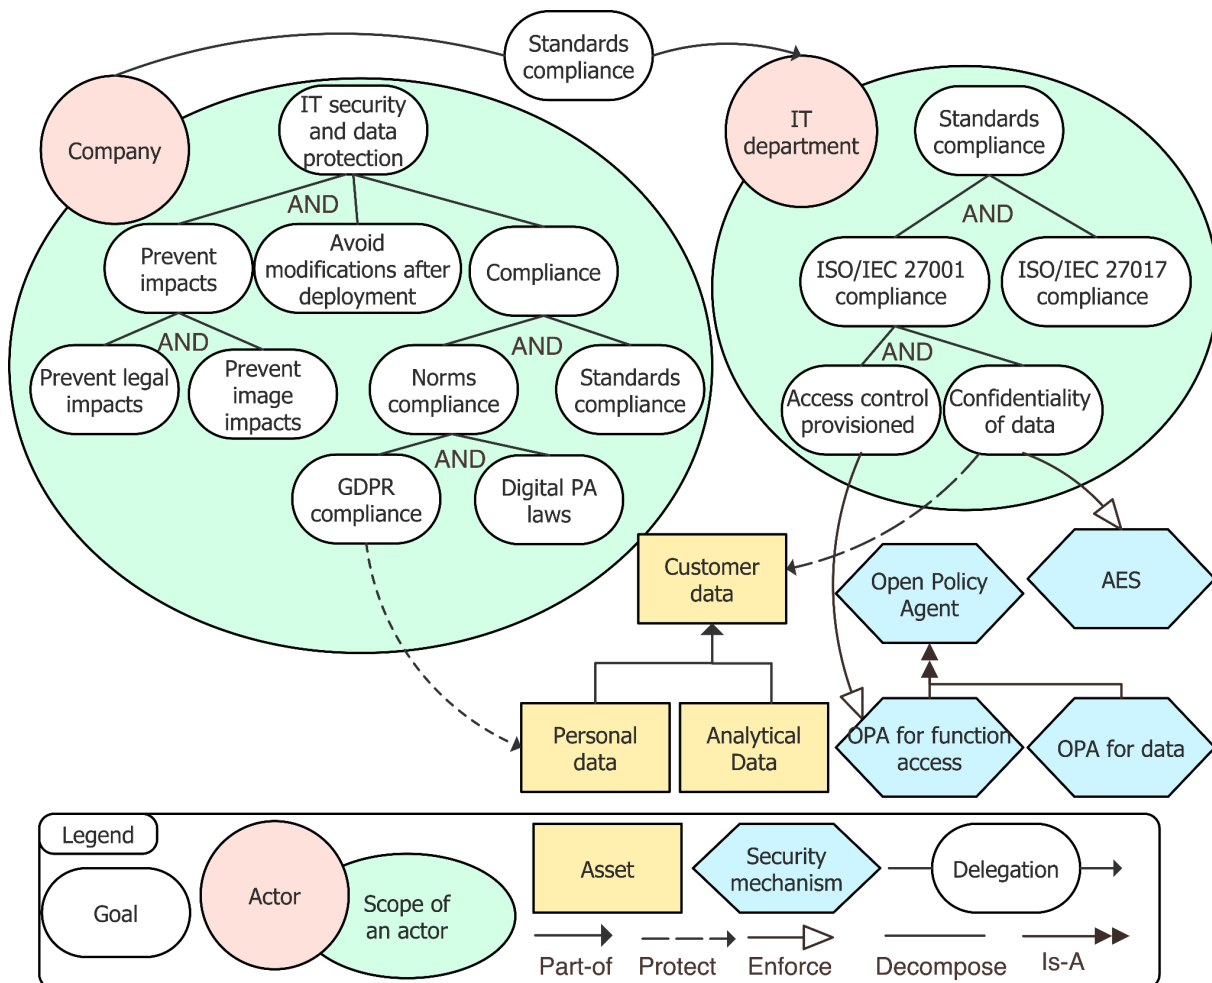 Standards
compliance
Company
IT security
and data
protection
AND
Prevent
impacts
Avoid
modifications after
deployment
Compliance
AND
Prevent legal
impacts
Prevent
image
impacts
AND
Norms
compliance
Standards
compliance
AND
GDPR
compliance
Digital PA
laws
IT
department
Standards
compliance
AND
ISO/IEC 27001
compliance
ISO/IEC 27017
compliance
AND
Access control
provisioned
Confidentiality
of data
Customer
data
Open Policy
Agent
AES
Personal
data
Analytical
Data
OPA for function
access
OPA for data
Legend
Goal
Actor
Scope of
an actor
Asset
Security
mechanism
Delegation
Part-of
Protect
Enforce
Decompose
Is-A